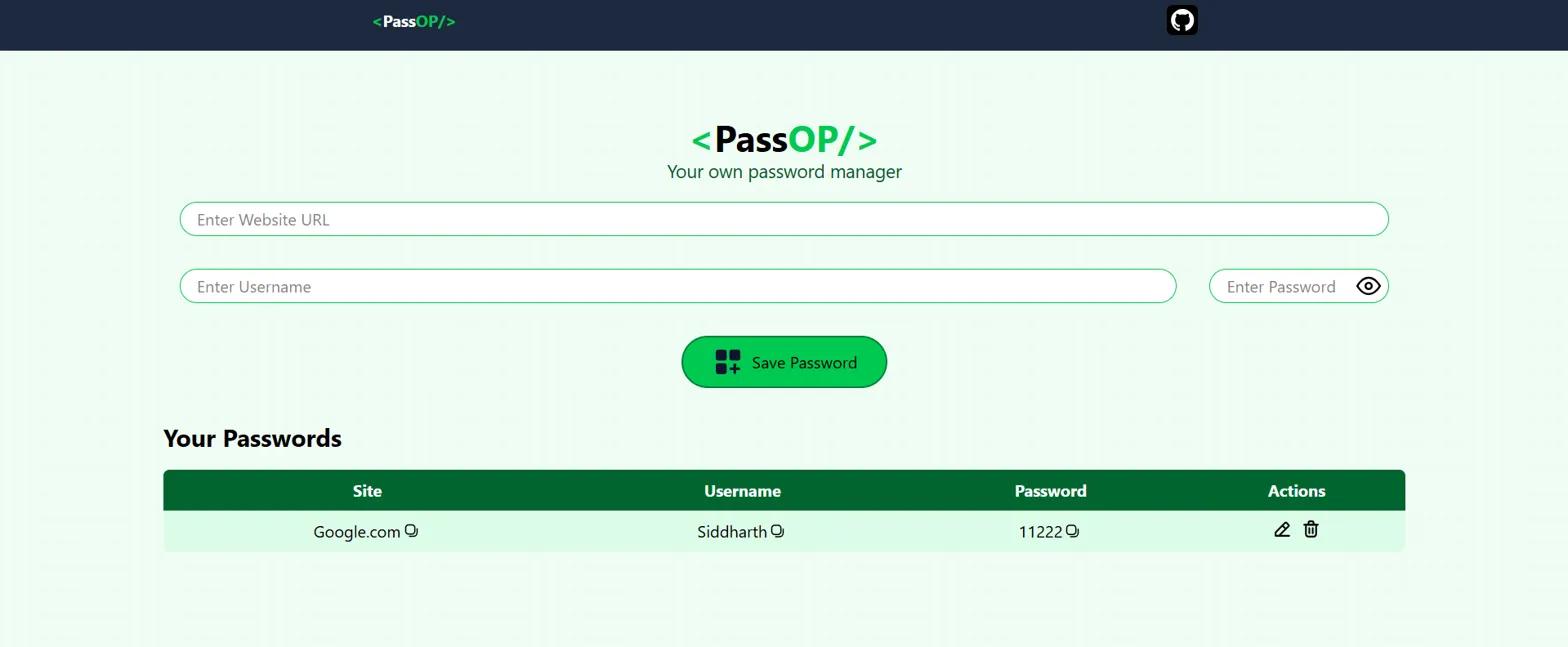 <PassOP/>
<PassOP/>
Your own password manager
Enter Website URL
Enter Username
Enter Password
Save Password
Your Passwords
Site Username Password Actions
Google.com Siddharth 11222